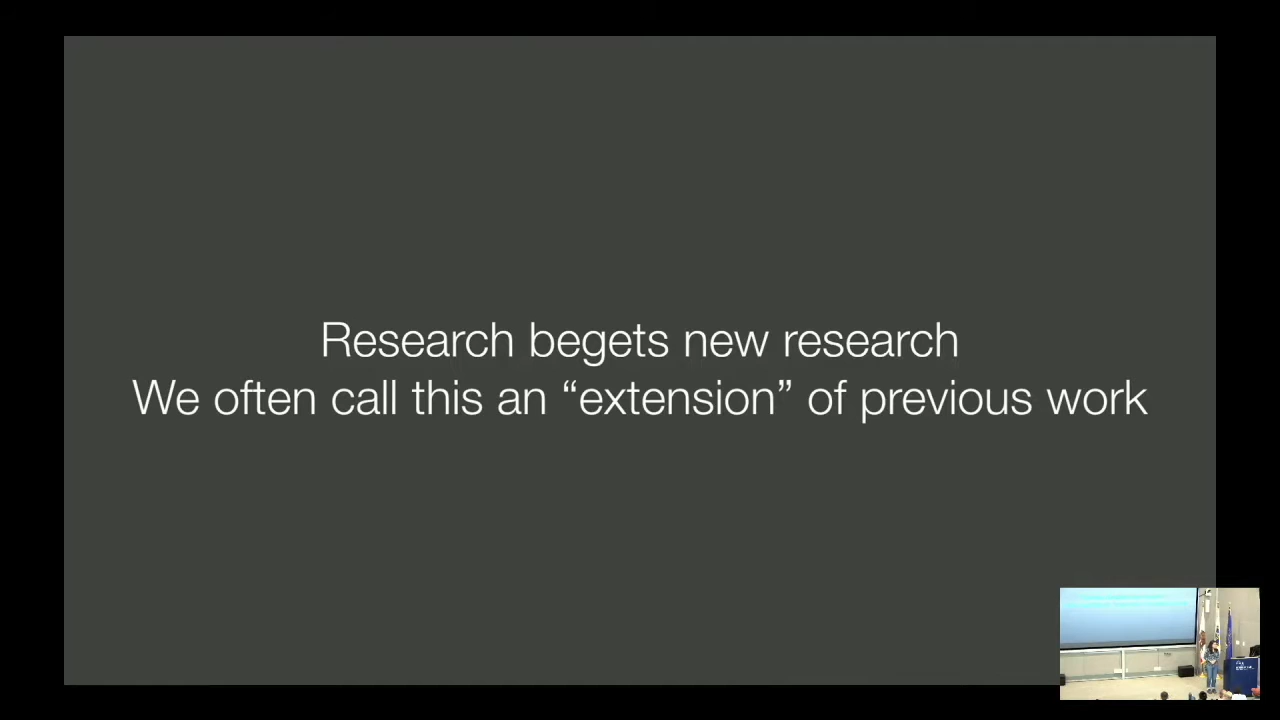 Research begets new research
We often call this an “extension” of previous work